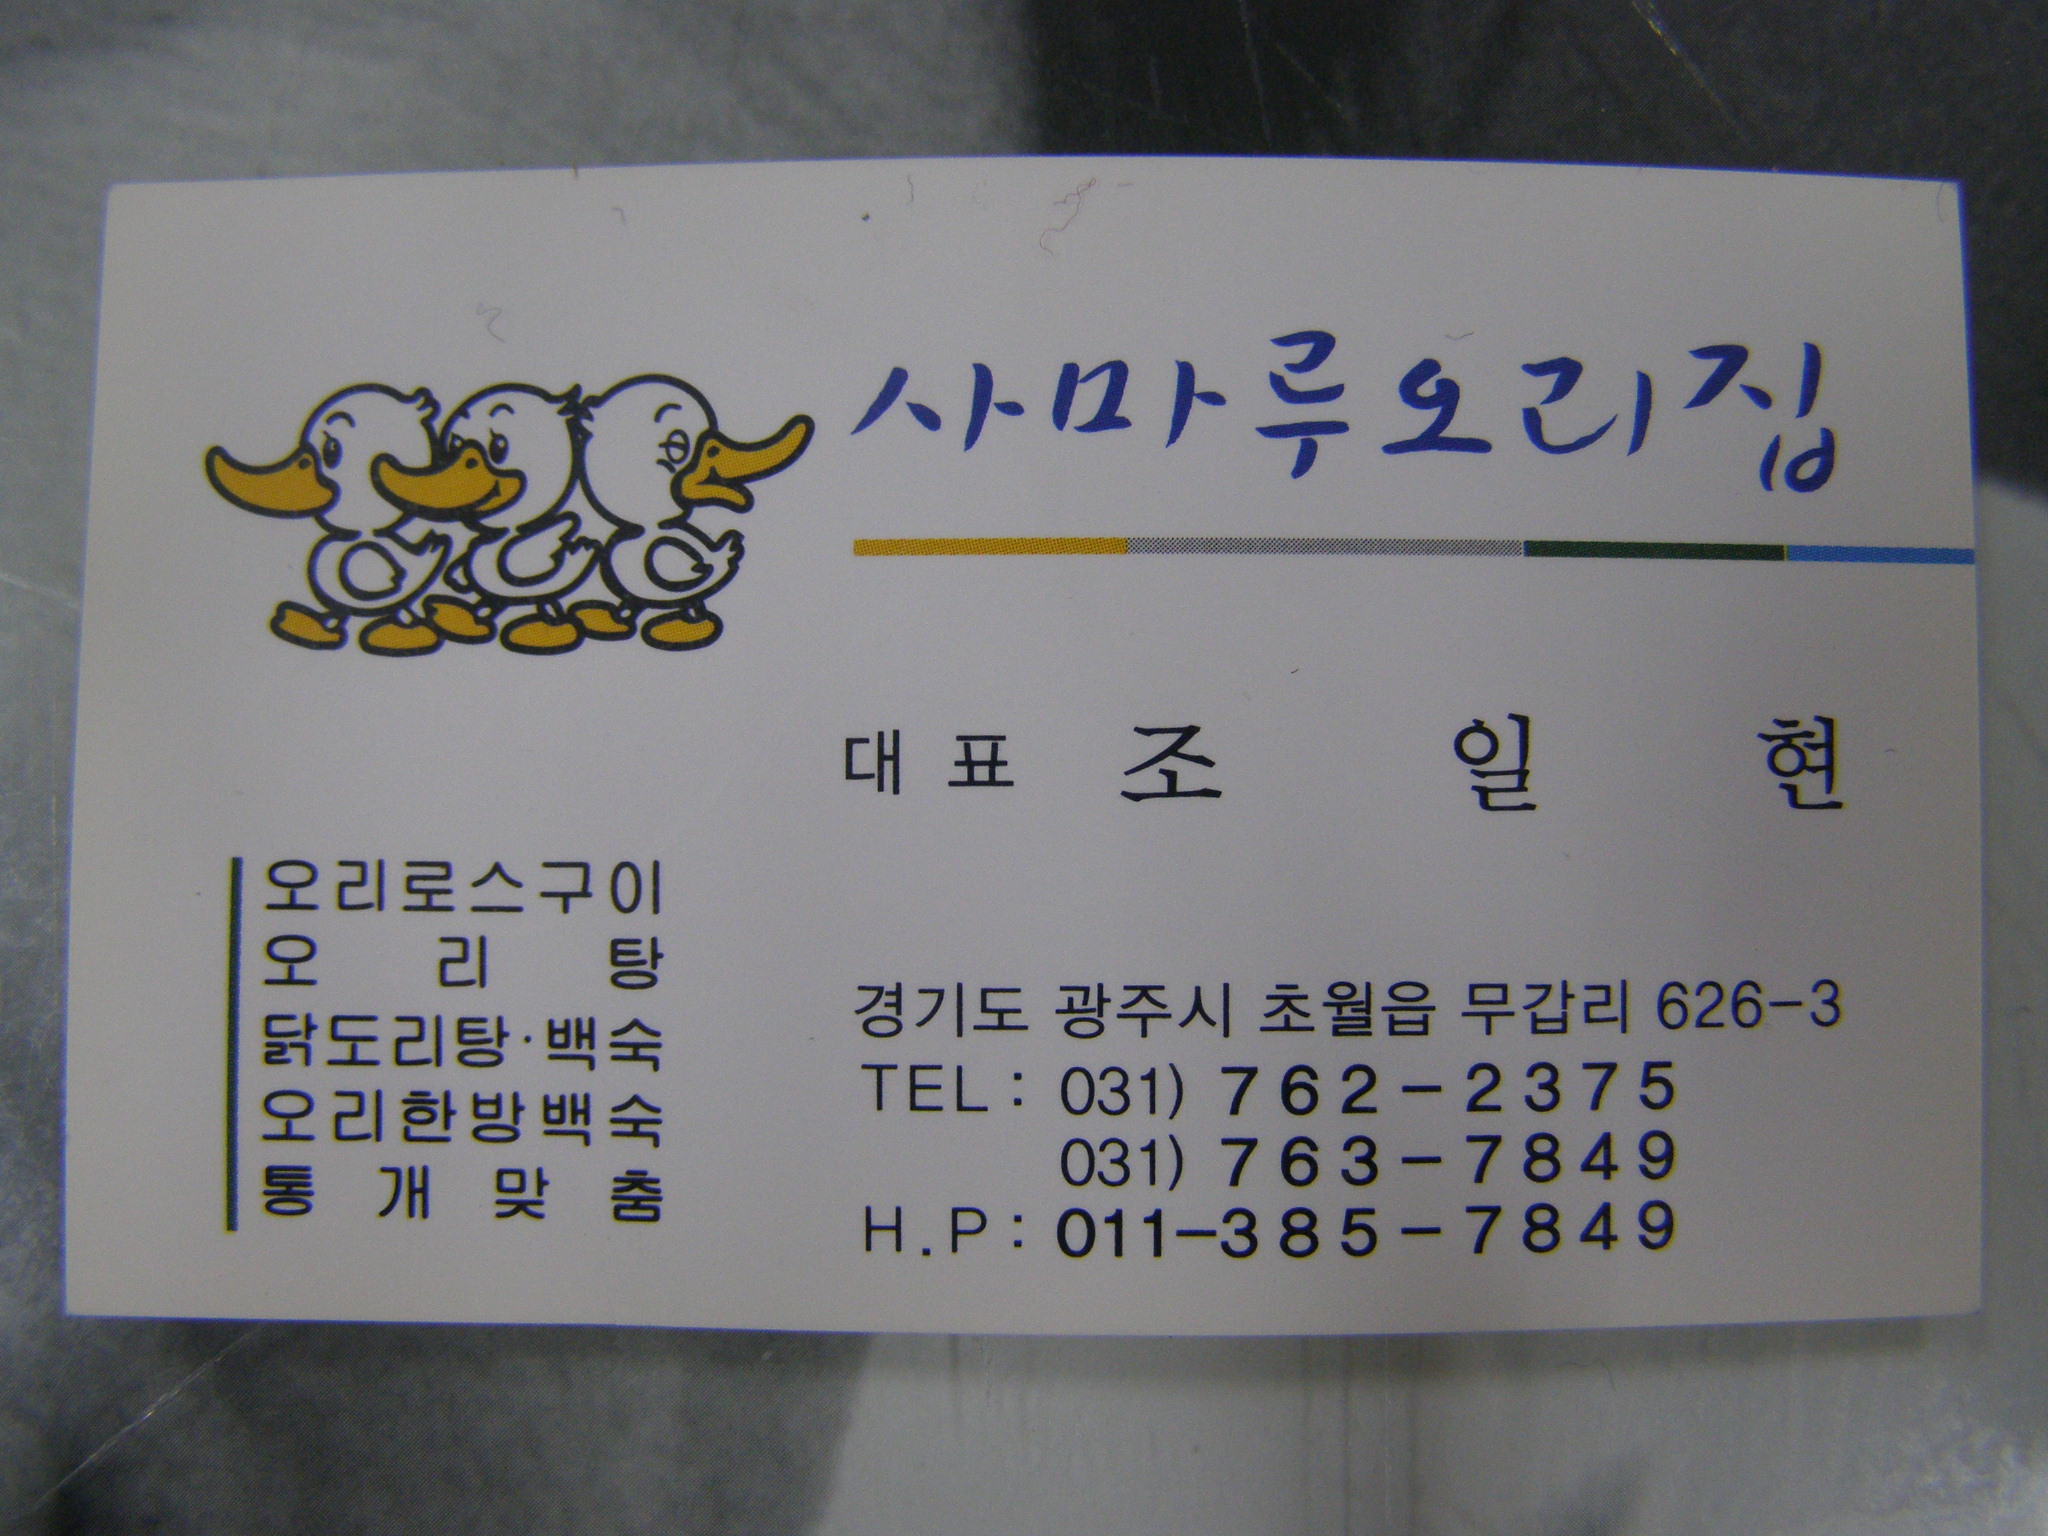 사마루오리집
대표 조일현
오리로스구이
오리탕
닭도리탕·백숙
오리한방백숙
통개맞춤
경기도 광주시 초월읍 무갑리 626-3
TEL: 031) 762-2375
031) 763-7849
H.P: 011-385-7849